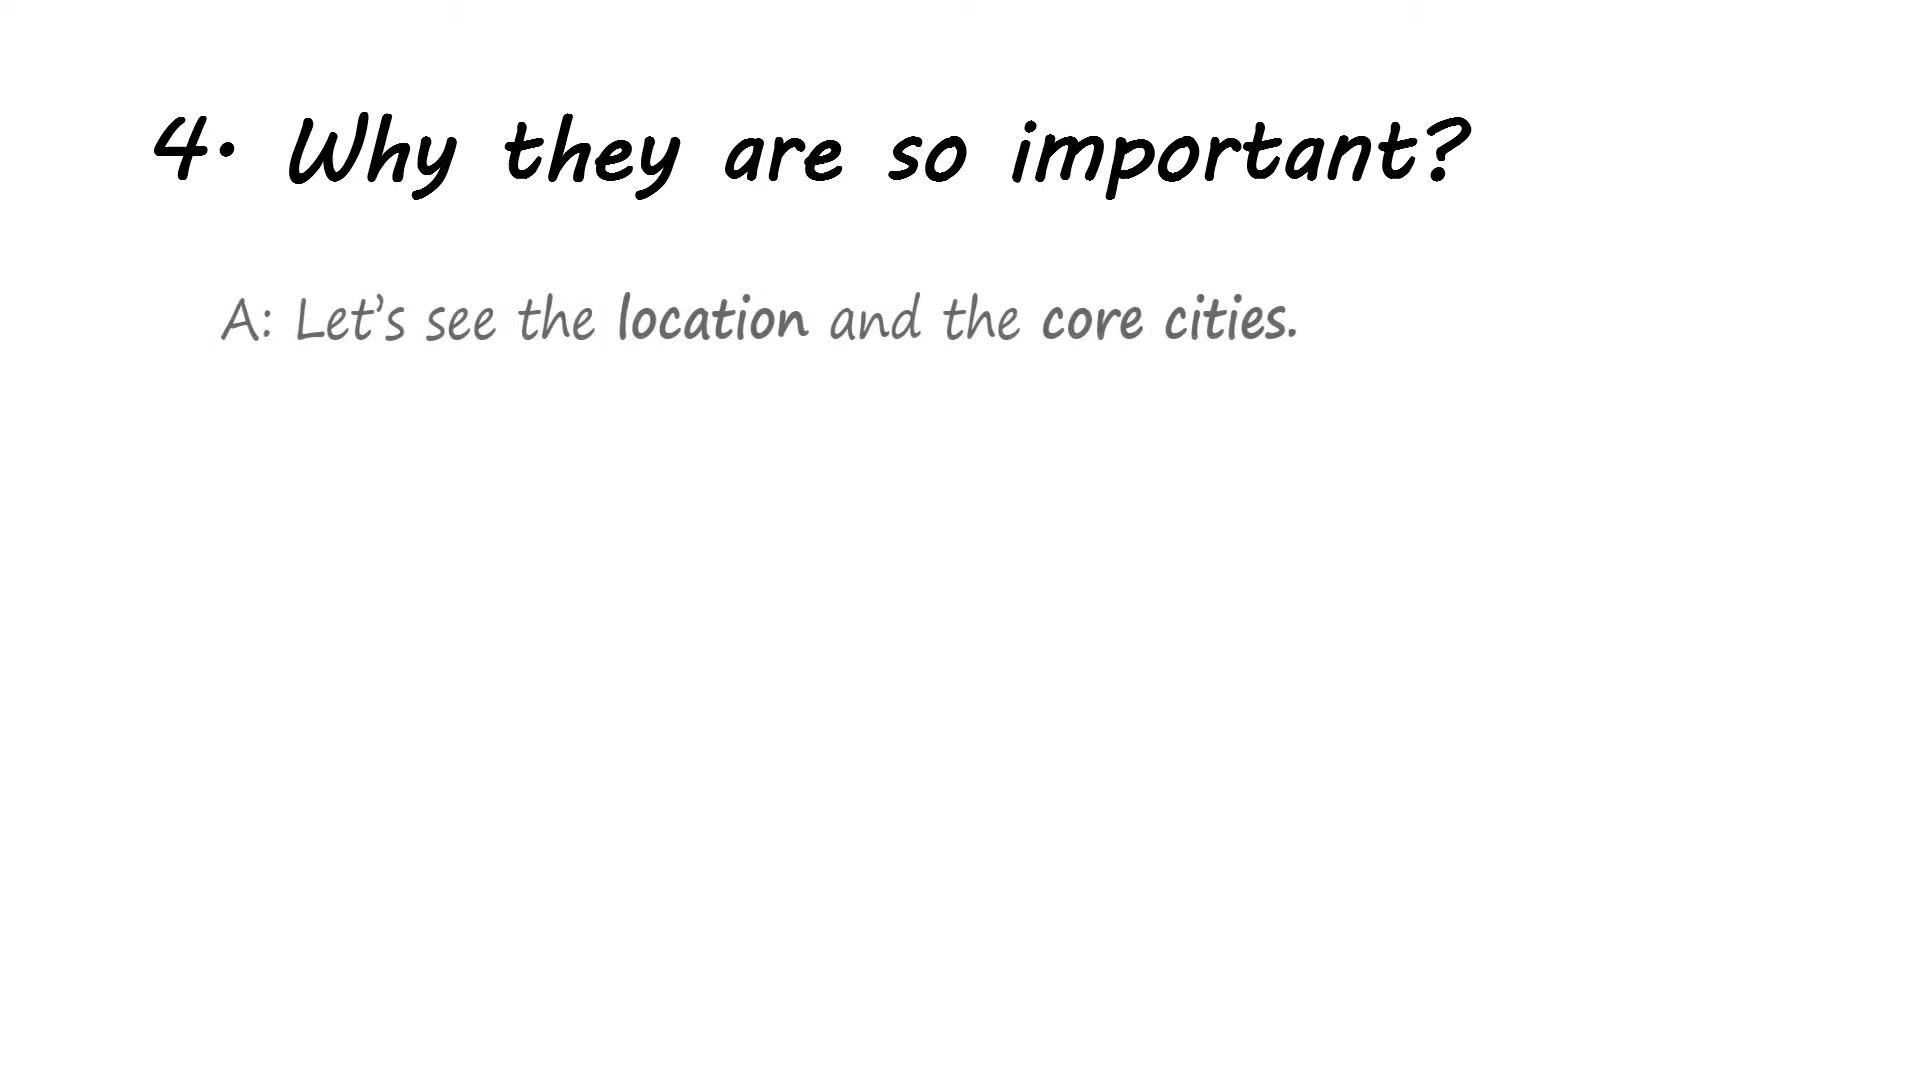 4. Why they are so important?
A: Let's see the location and the core cities.